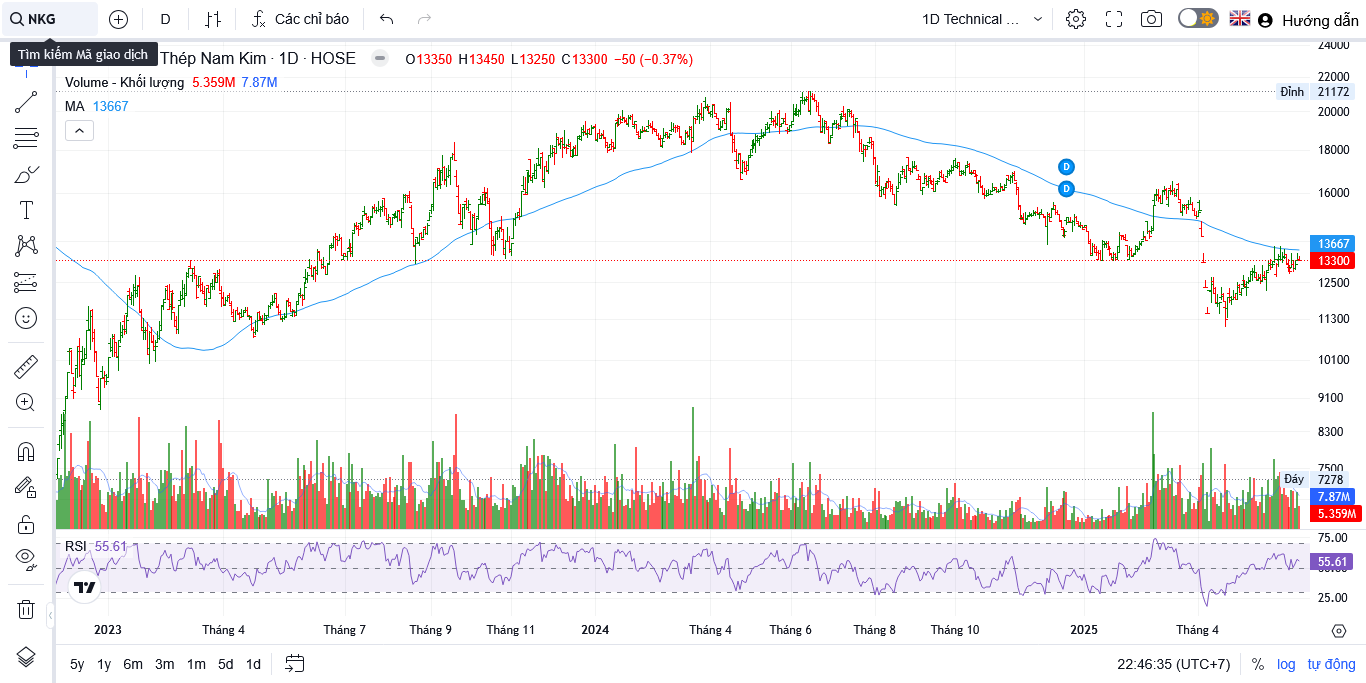 NKG D Các chỉ báo 1D Technical ... Hướng dẫn
Tìm kiếm Mã giao dịch
Thép Nam Kim · 1D · HOSE O13350 H13450 L13250 C13300 −50 (−0.37%)
Volume - Khối lượng 5.359M 7.87M
MA 13667
24000
22000
Đỉnh 21172
20000
18000
16000
D
D
13667
13300
12500
11300
10100
9100
8300
7500
Đáy 7278
7.87M
5.359M
RSI 55.61
75.00
55.61
25.00
2023 Tháng 4 Tháng 7 Tháng 9 Tháng 11 2024 Tháng 4 Tháng 6 Tháng 8 Tháng 10 2025 Tháng 4
5y 1y 6m 3m 1m 5d 1d 22:46:35 (UTC+7) % log tự động